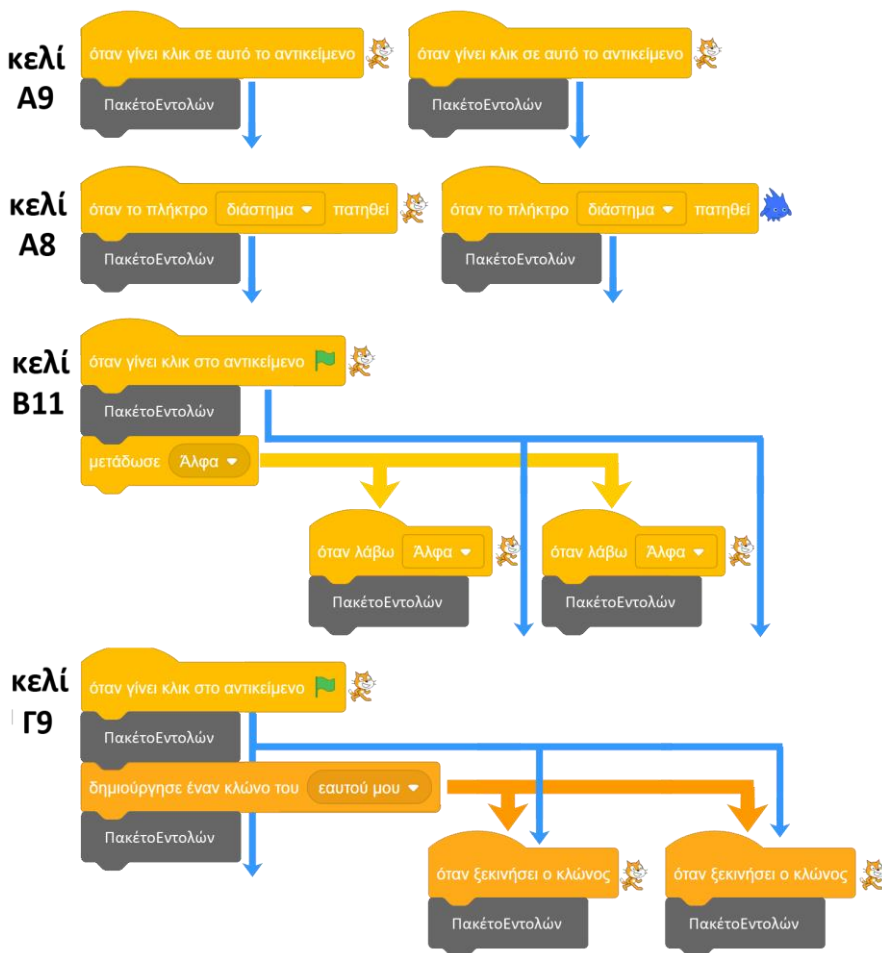 κελί
Α9
όταν γίνει κλικ σε αυτό το αντικείμενο
ΠακέτοΕντολών
όταν γίνει κλικ σε αυτό το αντικείμενο
ΠακέτοΕντολών
κελί
Α8
όταν το πλήκτρο διάστημα πατηθεί
ΠακέτοΕντολών
όταν το πλήκτρο διάστημα πατηθεί
ΠακέτοΕντολών
κελί
Β11
όταν γίνει κλικ στο αντικείμενο
ΠακέτοΕντολών
μετάδωσε Άλφα
όταν λάβω Άλφα
ΠακέτοΕντολών
όταν λάβω Άλφα
ΠακέτοΕντολών
κελί
Γ9
όταν γίνει κλικ στο αντικείμενο
ΠακέτοΕντολών
δημιούργησε έναν κλώνο του εαυτού μου
ΠακέτοΕντολών
όταν ξεκινήσει ο κλώνος
ΠακέτοΕντολών
όταν ξεκινήσει ο κλώνος
ΠακέτοΕντολών